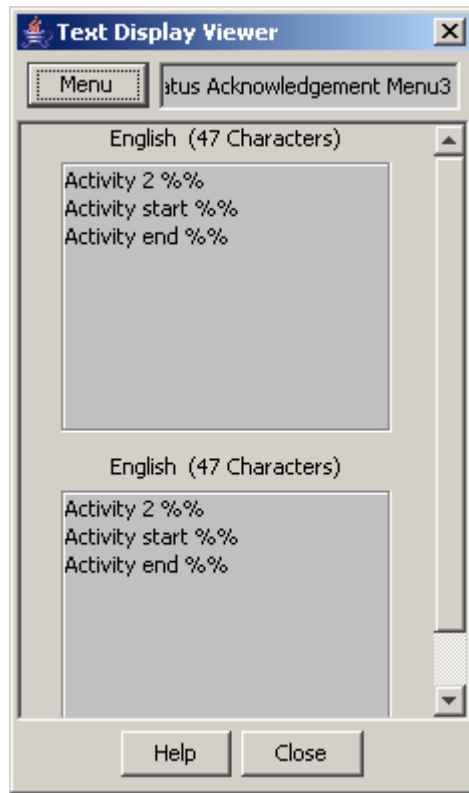 Text Display Viewer
Menu
tus Acknowledgement Menu3
English (47 Characters)
Activity 2 %%
Activity start %%
Activity end %%
English (47 Characters)
Activity 2 %%
Activity start %%
Activity end %%
Help
Close